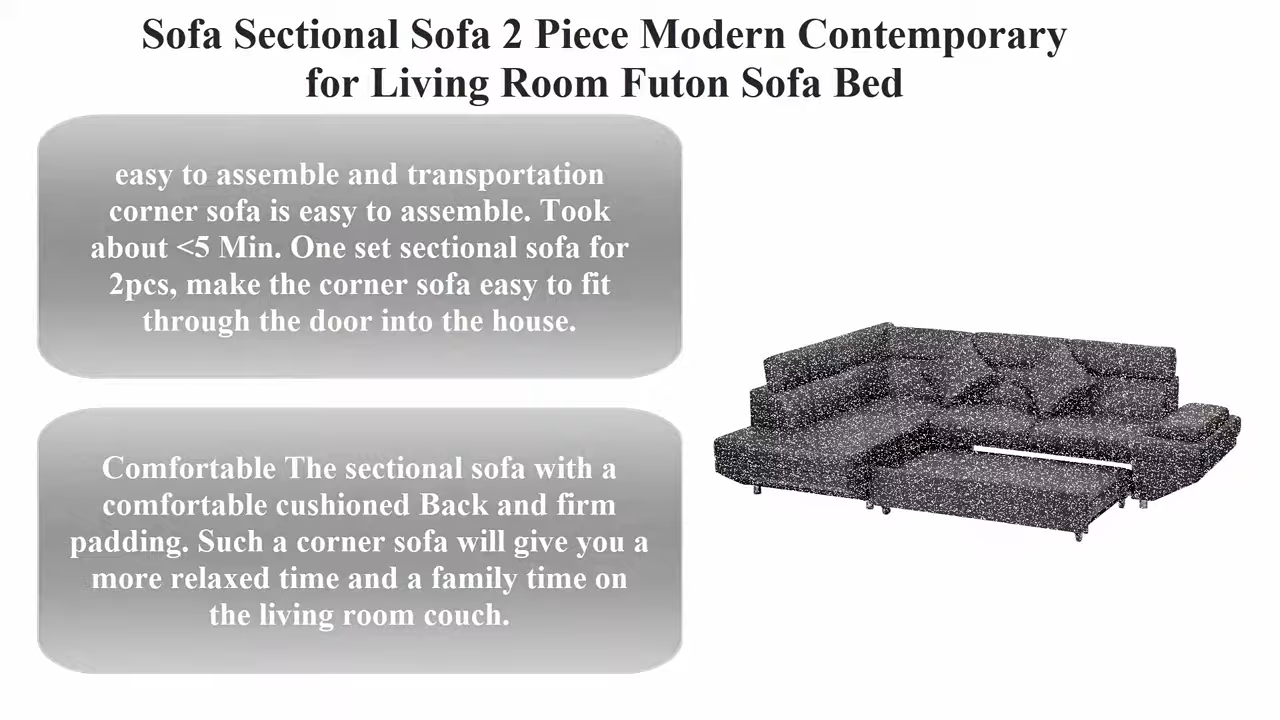 Sofa Sectional Sofa 2 Piece Modern Contemporary
for Living Room Futon Sofa Bed
easy to assemble and transportation
corner sofa is easy to assemble. Took
about <5 Min. One set sectional sofa for
2pcs, make the corner sofa easy to fit
through the door into the house.
Comfortable The sectional sofa with a
comfortable cushioned Back and firm
padding. Such a corner sofa will give you a
more relaxed time and a family time on
the living room couch.